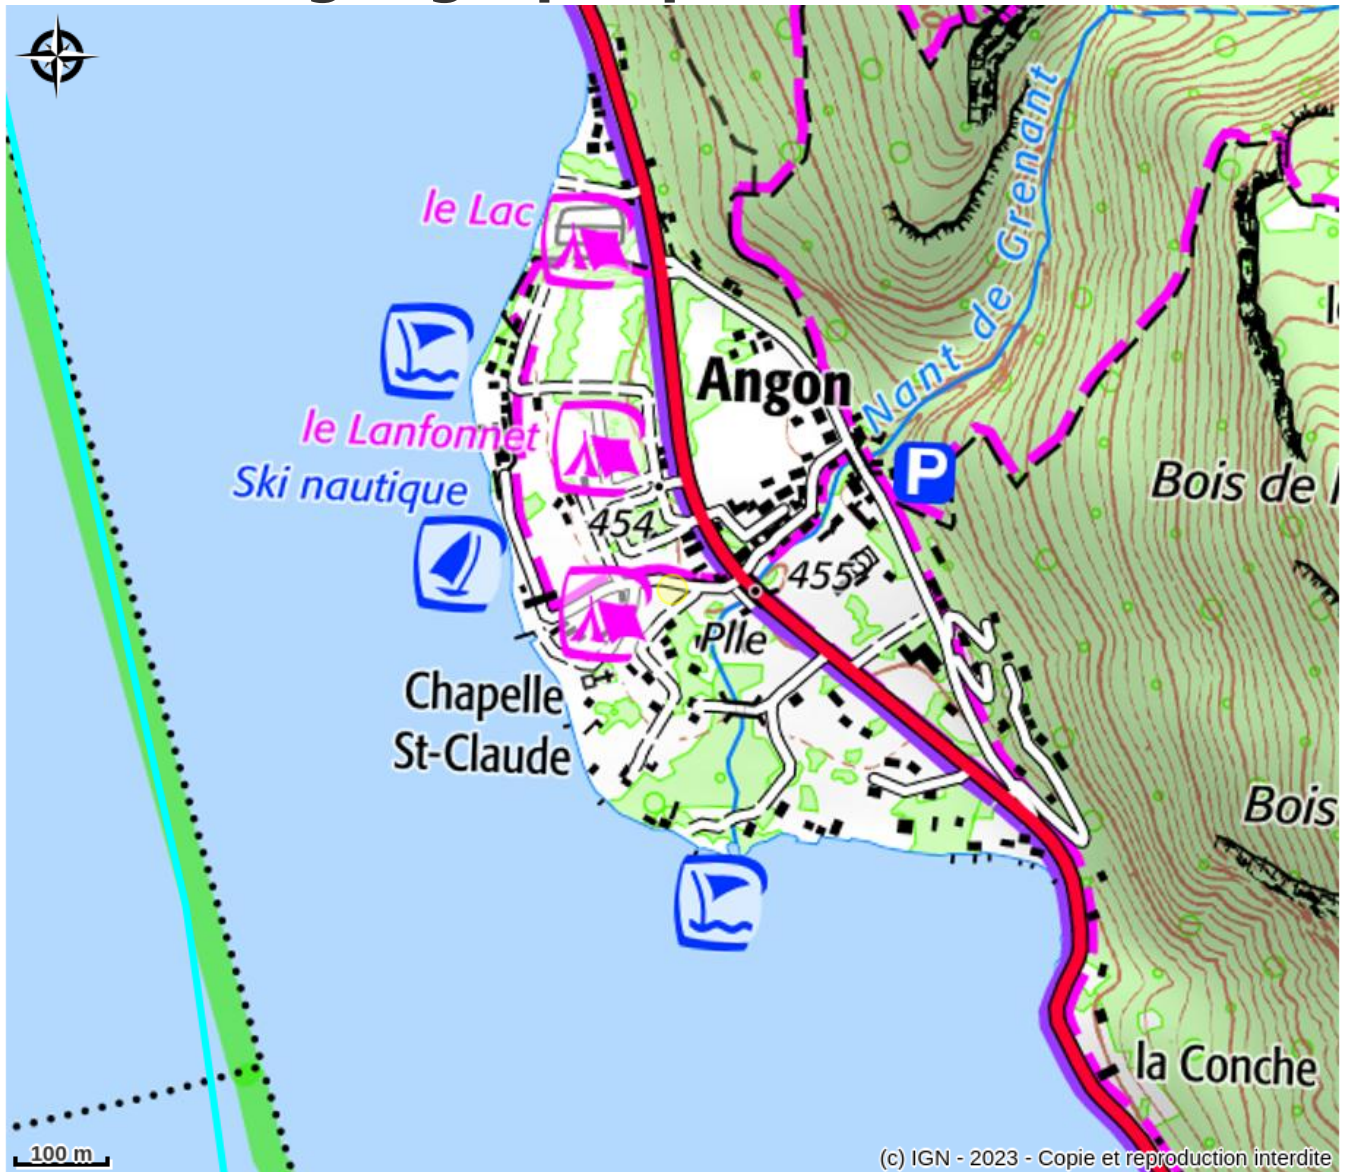 le Lac
Nant de Grenant
Angon
le Lanfonnet
P
Ski nautique
Bois de
454
455
Plle
Chapelle
St-Claude
Bois
la Conche
100 m
(c) IGN - 2023 - Copie et reproduction interdite